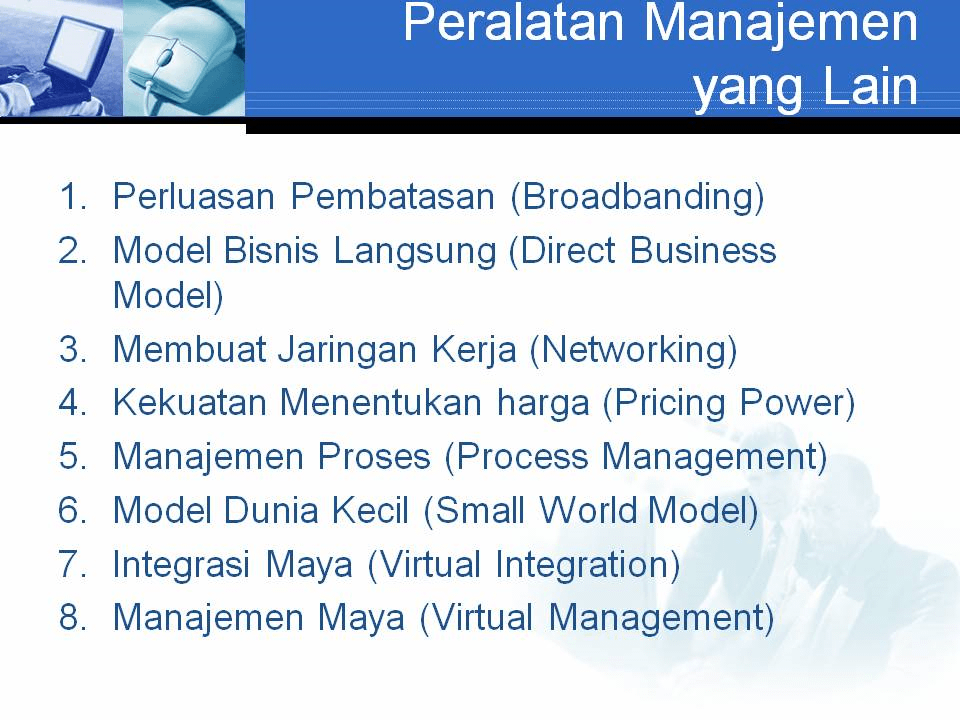 Peralatan Manajemen
yang Lain
1. Perluasan Pembatasan (Broadbanding)
2. Model Bisnis Langsung (Direct Business
Model)
3. Membuat Jaringan Kerja (Networking)
4. Kekuatan Menentukan harga (Pricing Power)
5. Manajemen Proses (Process Management)
6. Model Dunia Kecil (Small World Model)
7. Integrasi Maya (Virtual Integration)
8. Manajemen Maya (Virtual Management)